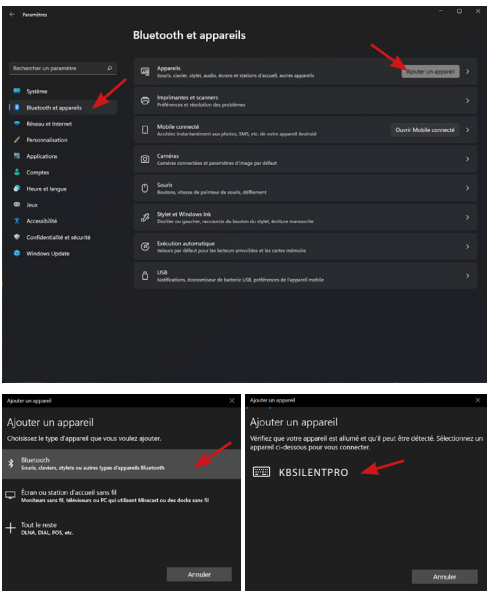 Paramètres
Bluetooth et appareils
Rechercher un paramètre
Système
Bluetooth et appareils
Réseau et Internet
Personnalisation
Applications
Comptes
Heure et langue
Jeux
Accessibilité
Confidentialité et sécurité
Windows Update
Appareils
Souris, clavier, stylet, audio, écrans et stations d'accueil, autres appareils
Ajouter un appareil
Imprimantes et scanners
Préférences et résolution des problèmes
Mobile connecté
Accédez instantanément aux photos, SMS, etc. de votre appareil Android
Ouvrir Mobile connecté
Caméras
Caméras connectées et paramètres d'image par défaut
Souris
Boutons, vitesse de pointeur de souris, défilement
Stylet et Windows Ink
Droitier ou gaucher, raccourcis du bouton du stylet, écriture manuscrite
Exécution automatique
Valeurs par défaut pour les lecteurs amovibles et les cartes mémoire
USB
Notifications, économiseur de batterie USB, préférences de l'appareil mobile
Ajouter un appareil
Ajouter un appareil
Choisissez le type d'appareil que vous voulez ajouter.
Bluetooth
Souris, claviers, stylets ou autres types d'appareils Bluetooth
Écran ou station d'accueil sans fil
Moniteurs sans fil, téléviseurs ou PC qui utilisent Miracast ou des docks sans fil
Tout le reste
DLNA, DIAL, POS, etc.
Annuler
Ajouter un appareil
Ajouter un appareil
Vérifiez que votre appareil est allumé et qu'il peut être détecté. Sélectionnez un
appareil ci-dessous pour vous connecter.
KBSILENTPRO
Annuler